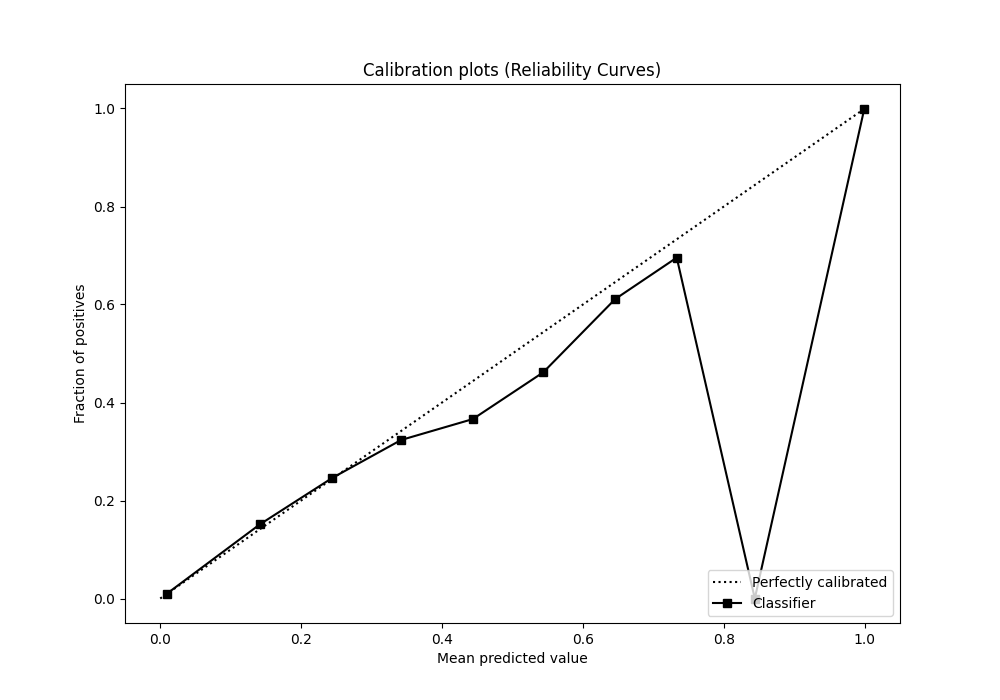 Calibration plots (Reliability Curves)
Fraction of positives
1.0
0.8
0.6
0.4
0.2
0.0
Perfectly calibrated
Classifier
0.0 0.2 0.4 0.6 0.8 1.0
Mean predicted value